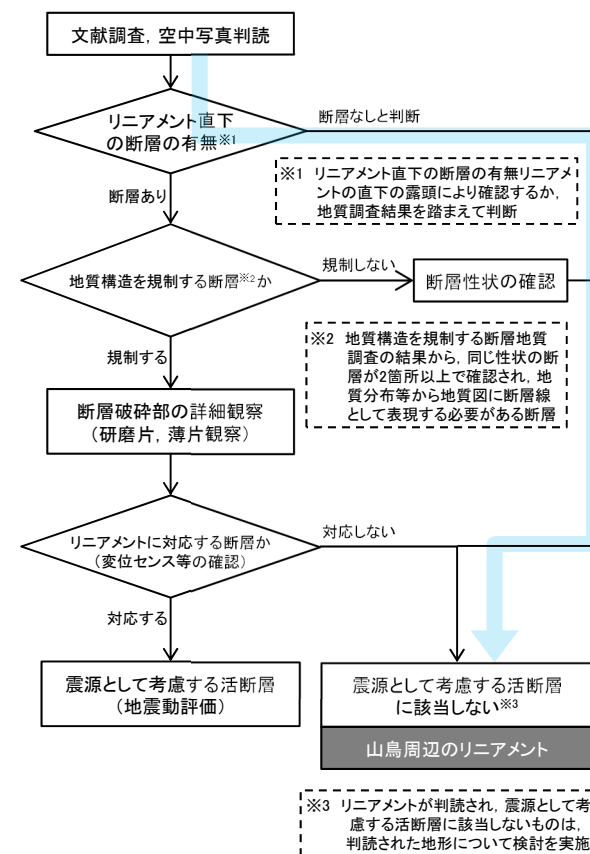 文献調査，空中写真判読
リニアメント直下
の断層の有無※1
断層なしと判断
※1 リニアメント直下の断層の有無リニアメ
ントの直下の露頭により確認するか，
地質調査結果を踏まえて判断
断層あり
地質構造を規制する断層※2か
規制しない
断層性状の確認
※2 地質構造を規制する断層地質
調査の結果から，同じ性状の断
層が2箇所以上で確認され，地
質分布等から地質図に断層線
として表現する必要がある断層
規制する
断層破砕部の詳細観察
（研磨片，薄片観察）
リニアメントに対応する断層か
（変位センス等の確認）
対応しない
対応する
震源として考慮する活断層
（地震動評価）
震源として考慮する活断層
に該当しない※3
山鳥周辺のリニアメント
※3 リニアメントが判読され，震源として考
慮する活断層に該当しないものは，
判読された地形について検討を実施